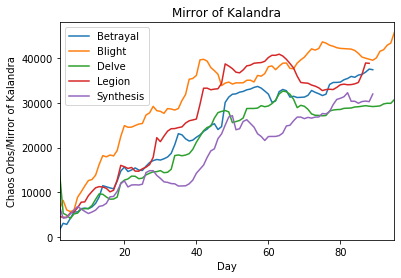 Mirror of Kalandra
Chaos Orbs/Mirror of Kalandra
40000
30000
20000
10000
0
Betrayal
Blight
Delve
Legion
Synthesis
20
40
60
80
Day